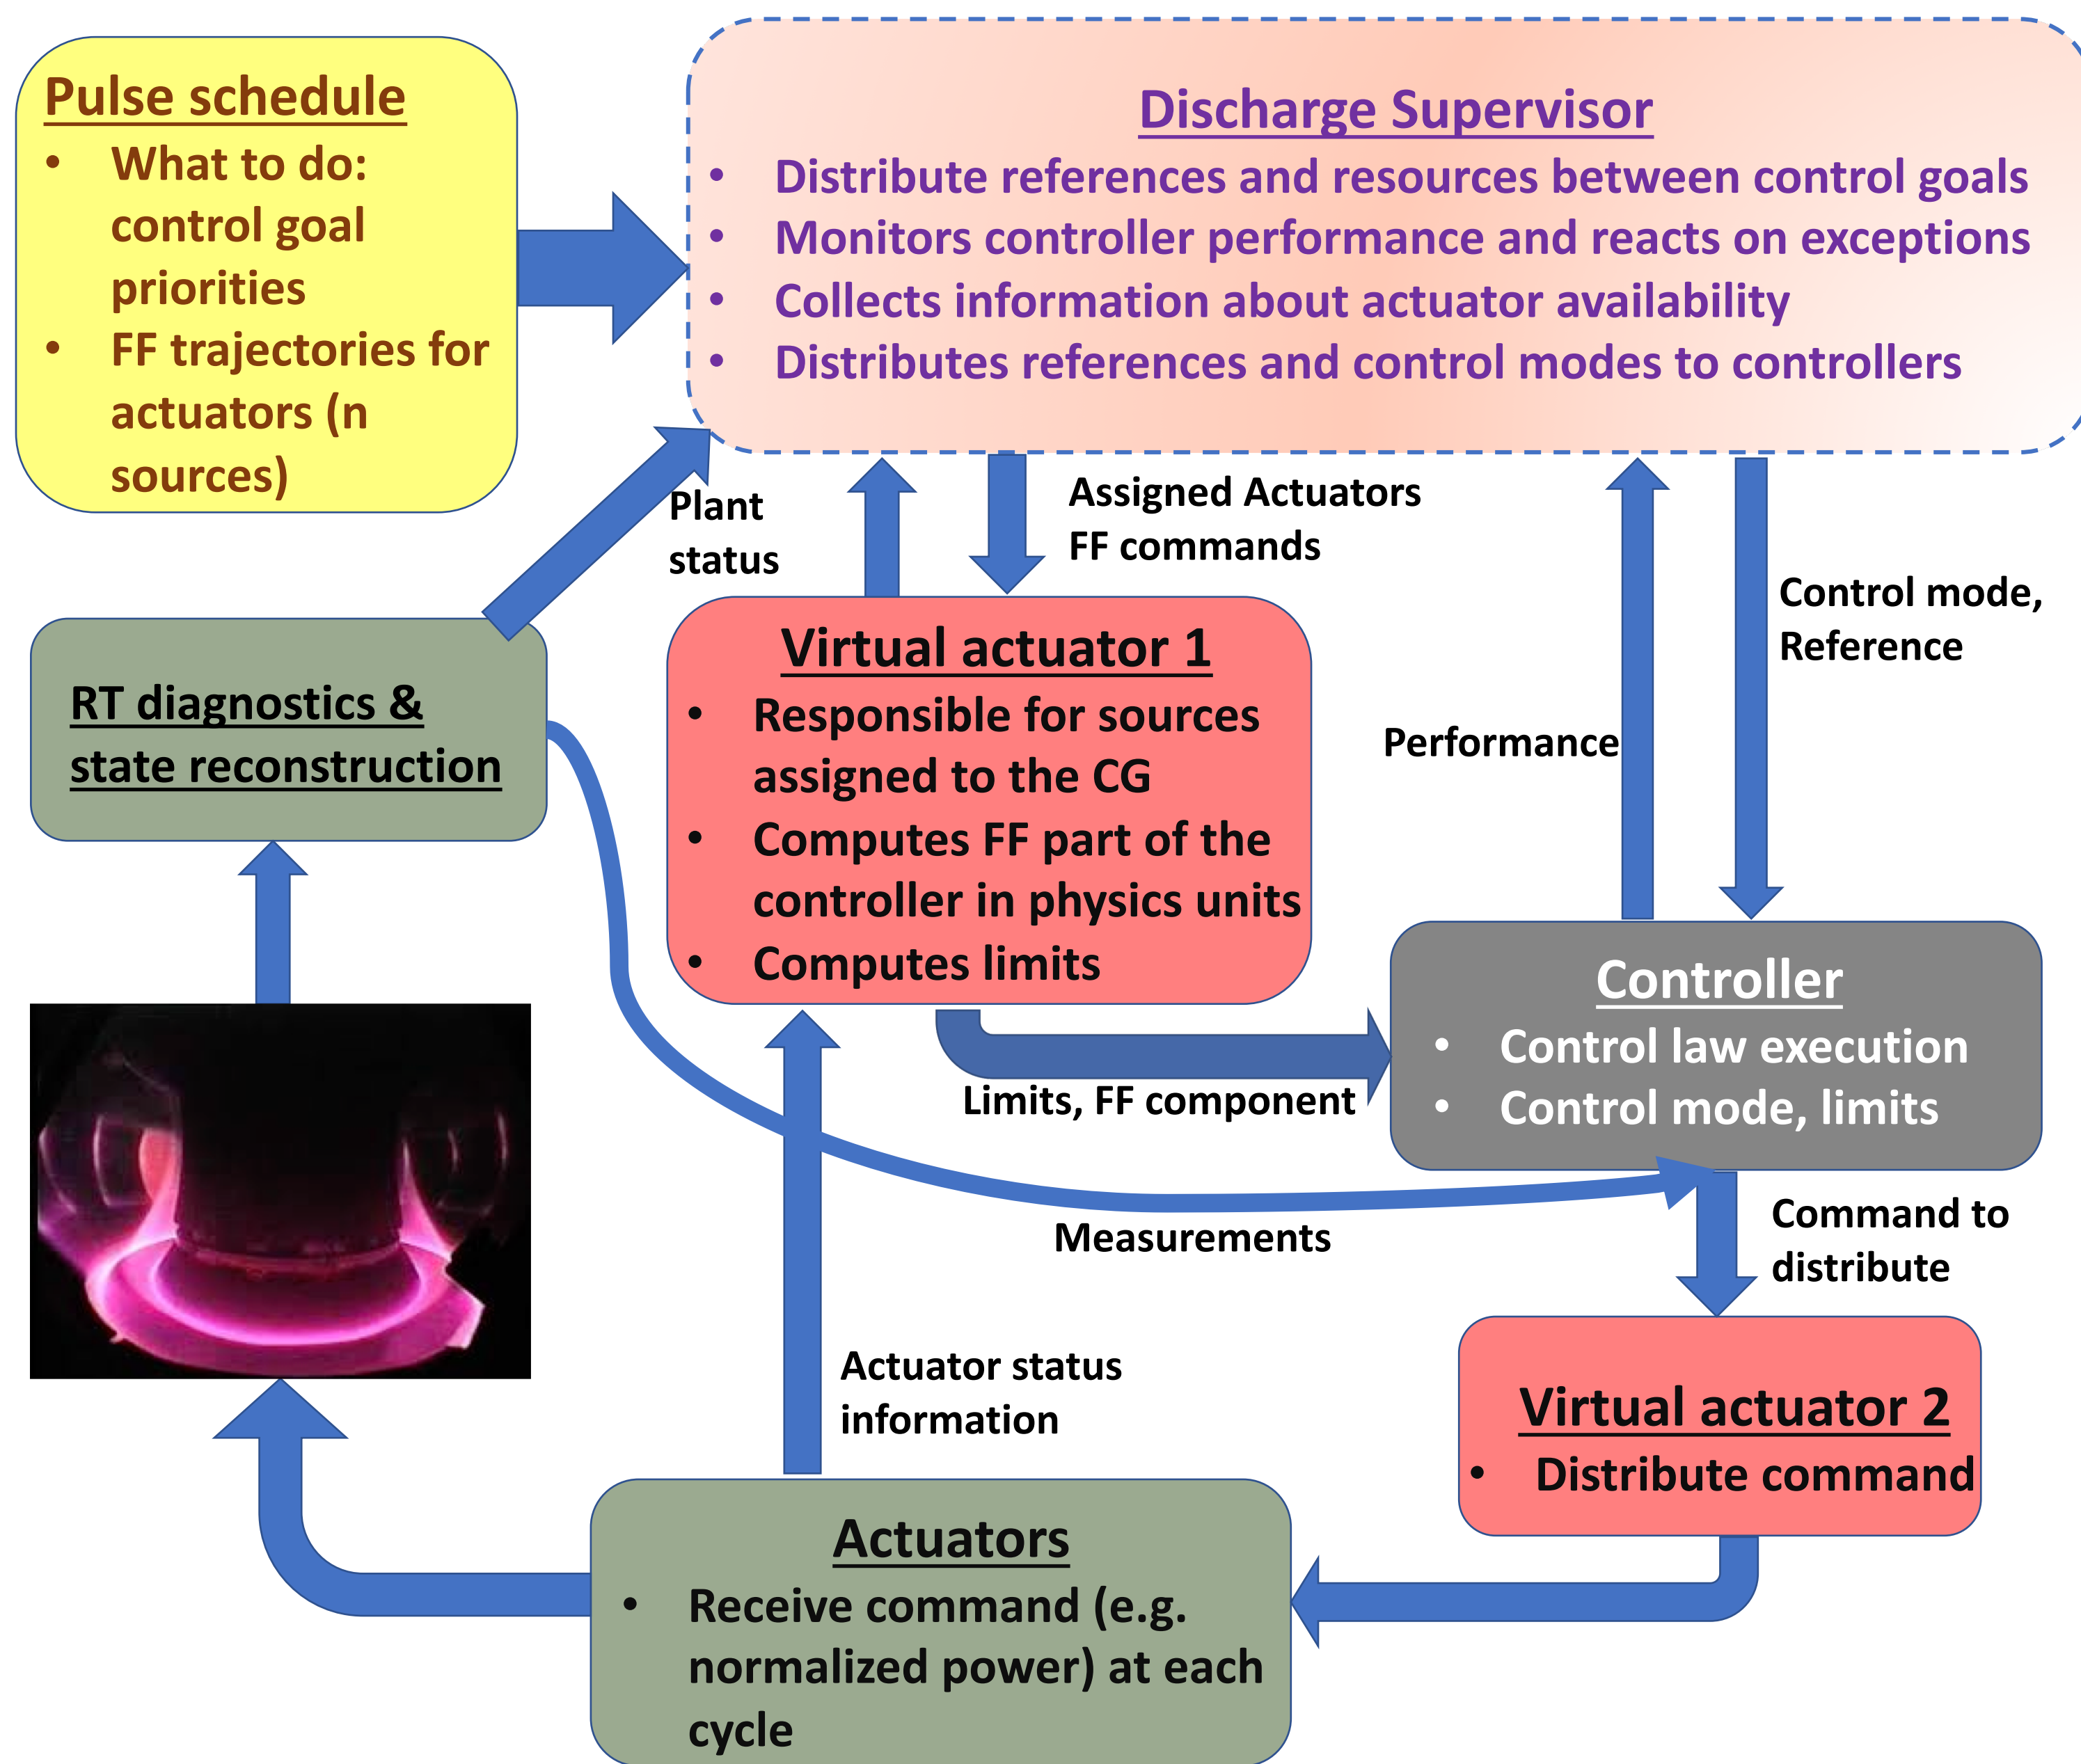 Pulse schedule
• What to do:
control goal
priorities
• FF trajectories for
actuators (n
sources)
Discharge Supervisor
• Distribute references and resources between control goals
• Monitors controller performance and reacts on exceptions
• Collects information about actuator availability
• Distributes references and control modes to controllers
Plant
status
Assigned Actuators
FF commands
Control mode,
Reference
Performance
RT diagnostics &
state reconstruction
Virtual actuator 1
• Responsible for sources
assigned to the CG
• Computes FF part of the
controller in physics units
• Computes limits
Controller
• Control law execution
• Control mode, limits
Limits, FF component
Measurements
Command to
distribute
Actuator status
information
Virtual actuator 2
• Distribute command
Actuators
• Receive command (e.g.
normalized power) at each
cycle